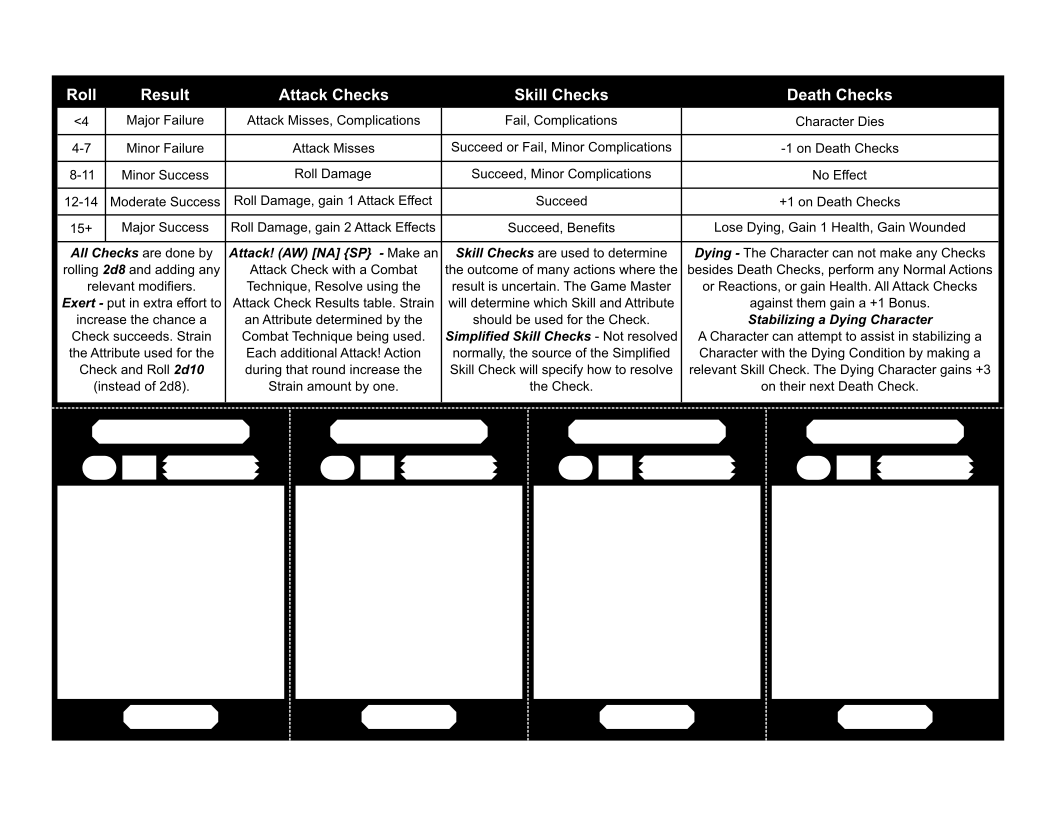 Roll Result Attack Checks Skill Checks Death Checks
<4 Major Failure Attack Misses, Complications Fail, Complications Character Dies
4-7 Minor Failure Attack Misses Succeed or Fail, Minor Complications -1 on Death Checks
8-11 Minor Success Roll Damage Succeed, Minor Complications No Effect
12-14 Moderate Success Roll Damage, gain 1 Attack Effect Succeed +1 on Death Checks
15+ Major Success Roll Damage, gain 2 Attack Effects Succeed, Benefits Lose Dying, Gain 1 Health, Gain Wounded
All Checks are done by
rolling 2d8 and adding any
relevant modifiers.
Exert - put in extra effort to
increase the chance a
Check succeeds. Strain
the Attribute used for the
Check and Roll 2d10
(instead of 2d8).
Attack! (AW) [NA] {SP} - Make an
Attack Check with a Combat
Technique, Resolve using the
Attack Check Results table. Strain
an Attribute determined by the
Combat Technique being used.
Each additional Attack! Action
during that round increase the
Strain amount by one.
Skill Checks are used to determine
the outcome of many actions where the
result is uncertain. The Game Master
will determine which Skill and Attribute
should be used for the Check.
Simplified Skill Checks - Not resolved
normally, the source of the Simplified
Skill Check will specify how to resolve
the Check.
Dying - The Character can not make any Checks
besides Death Checks, perform any Normal Actions
or Reactions, or gain Health. All Attack Checks
against them gain a +1 Bonus.
Stabilizing a Dying Character
A Character can attempt to assist in stabilizing a
Character with the Dying Condition by making a
relevant Skill Check. The Dying Character gains +3
on their next Death Check.